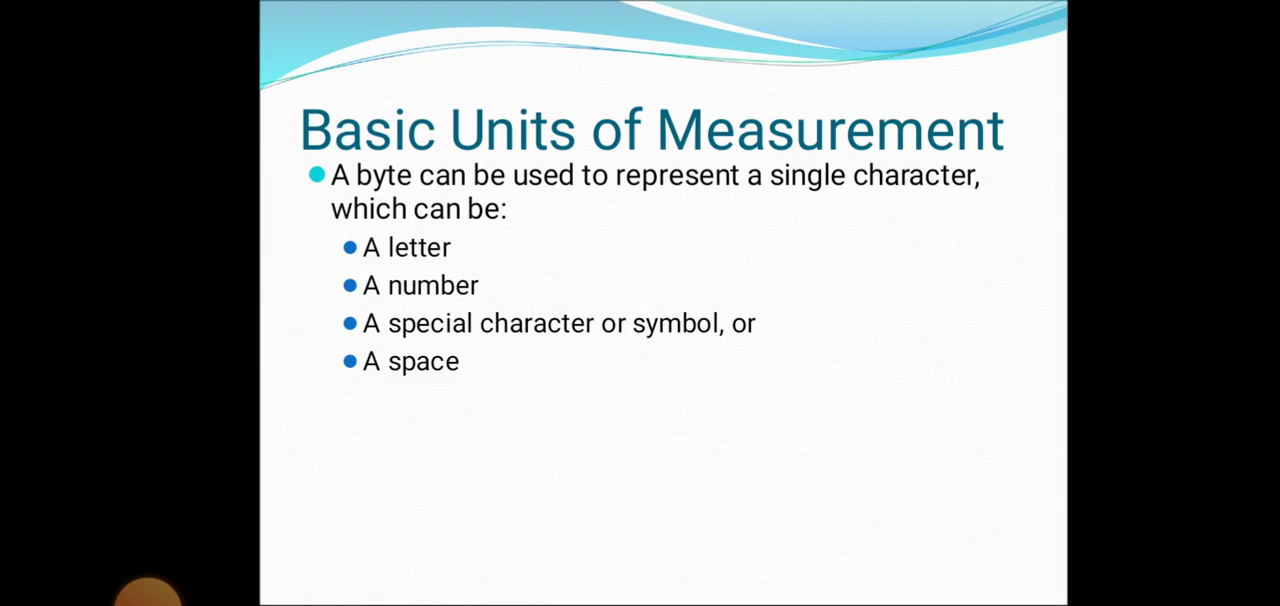 Basic Units of Measurement
A byte can be used to represent a single character,
which can be:
A letter
A number
A special character or symbol, or
A space